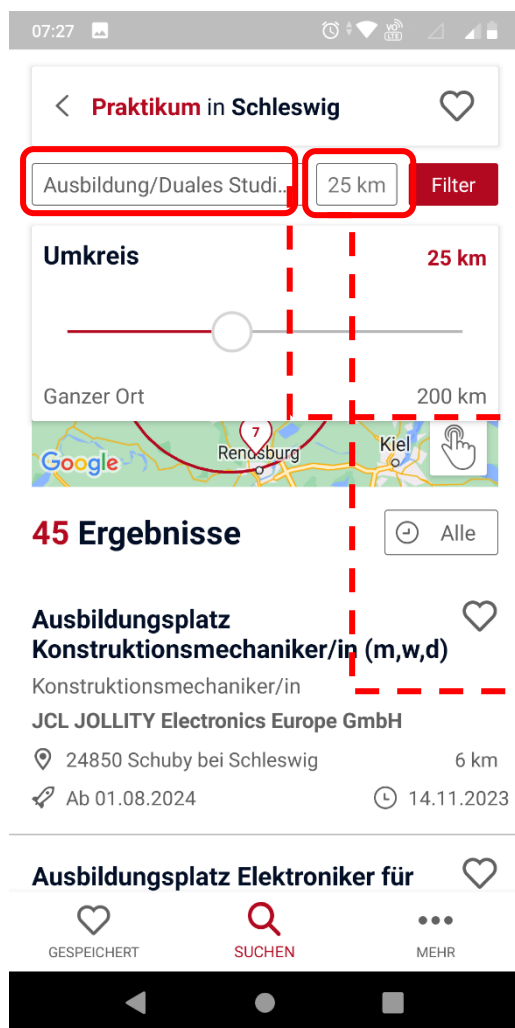 07:27
VO LTE
Praktikum in Schleswig
Ausbildung/Duales Studi.. 25 km Filter
Umkreis 25 km
Ganzer Ort 200 km
7
Google Rendsburg Kiel
45 Ergebnisse Alle
Ausbildungsplatz
Konstruktionsmechaniker/in (m,w,d)
Konstruktionsmechaniker/in
JCL JOLLITY Electronics Europe GmbH
24850 Schuby bei Schleswig 6 km
Ab 01.08.2024 14.11.2023
Ausbildungsplatz Elektroniker für
GESPEICHERT SUCHEN MEHR